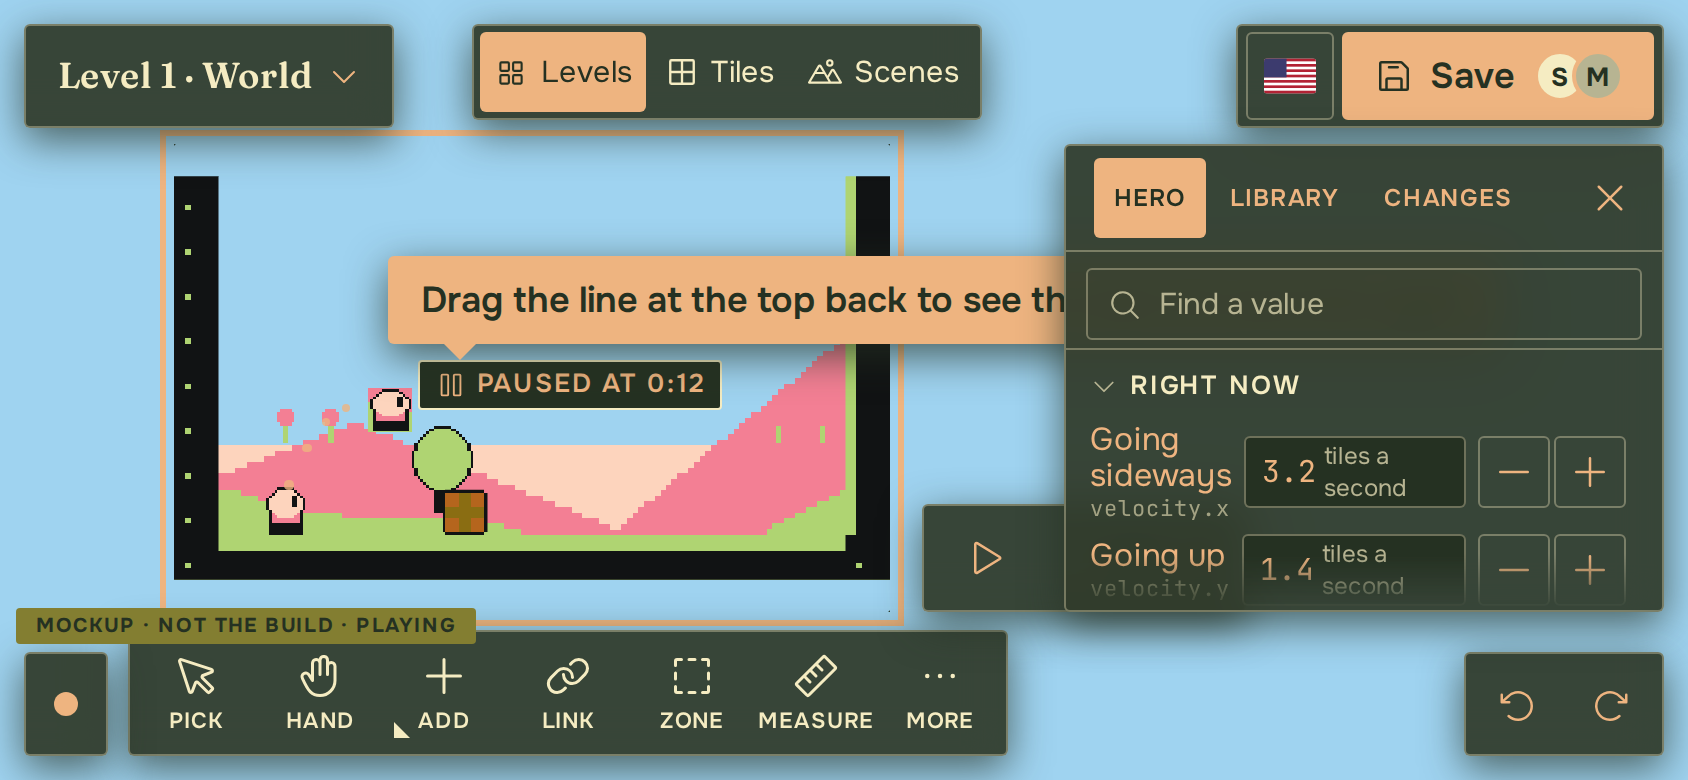 Level 1 · World
Levels
Tiles
Scenes
Save
S
M
HERO
LIBRARY
CHANGES
Drag the line at the top back to see th
Find a value
PAUSED AT 0:12
RIGHT NOW
Going
sideways
velocity.x
3.2
tiles a
second
Going up
velocity.y
1.4
tiles a
second
MOCKUP · NOT THE BUILD · PLAYING
PICK
HAND
ADD
LINK
ZONE
MEASURE
MORE